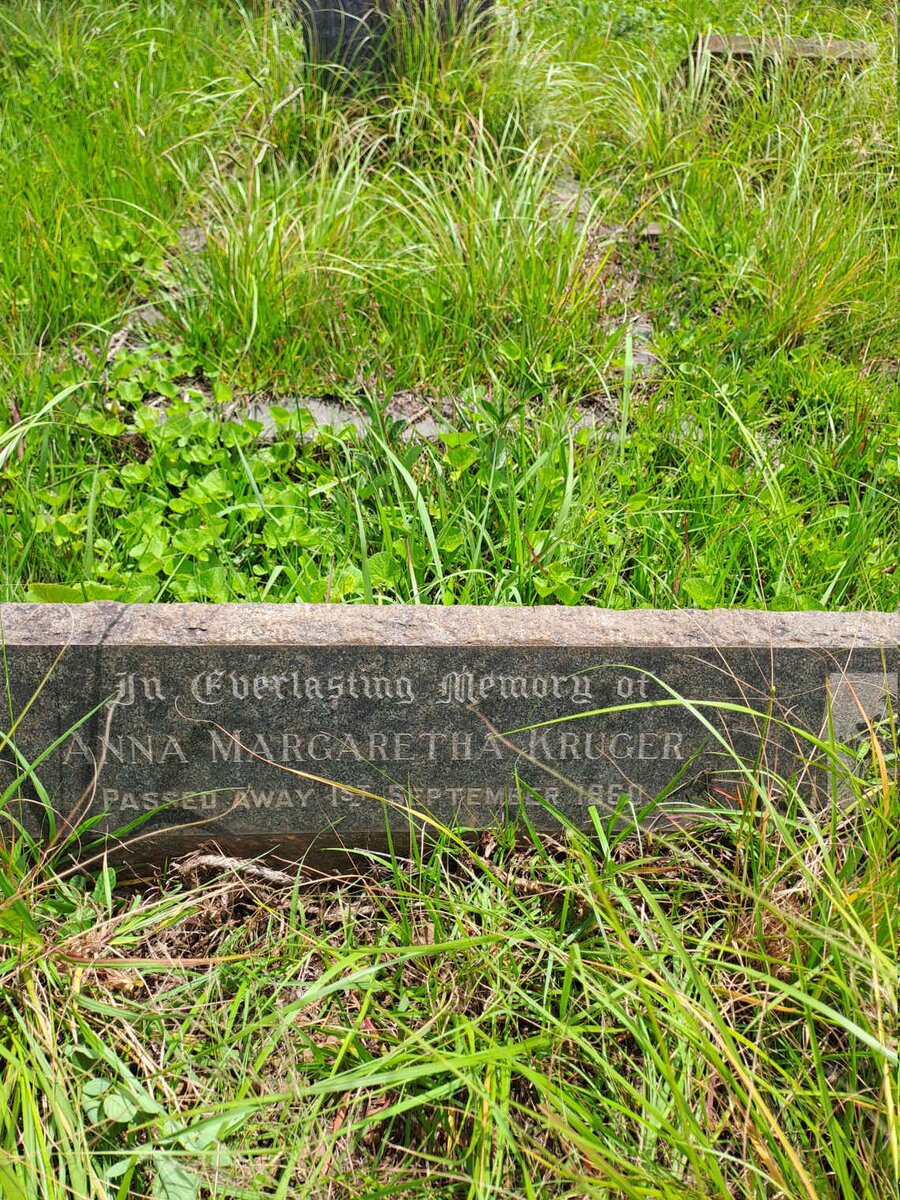 In Everlasting Memory of
ANNA MARGARETHA KRUGER
PASSED AWAY SEPTEMBER